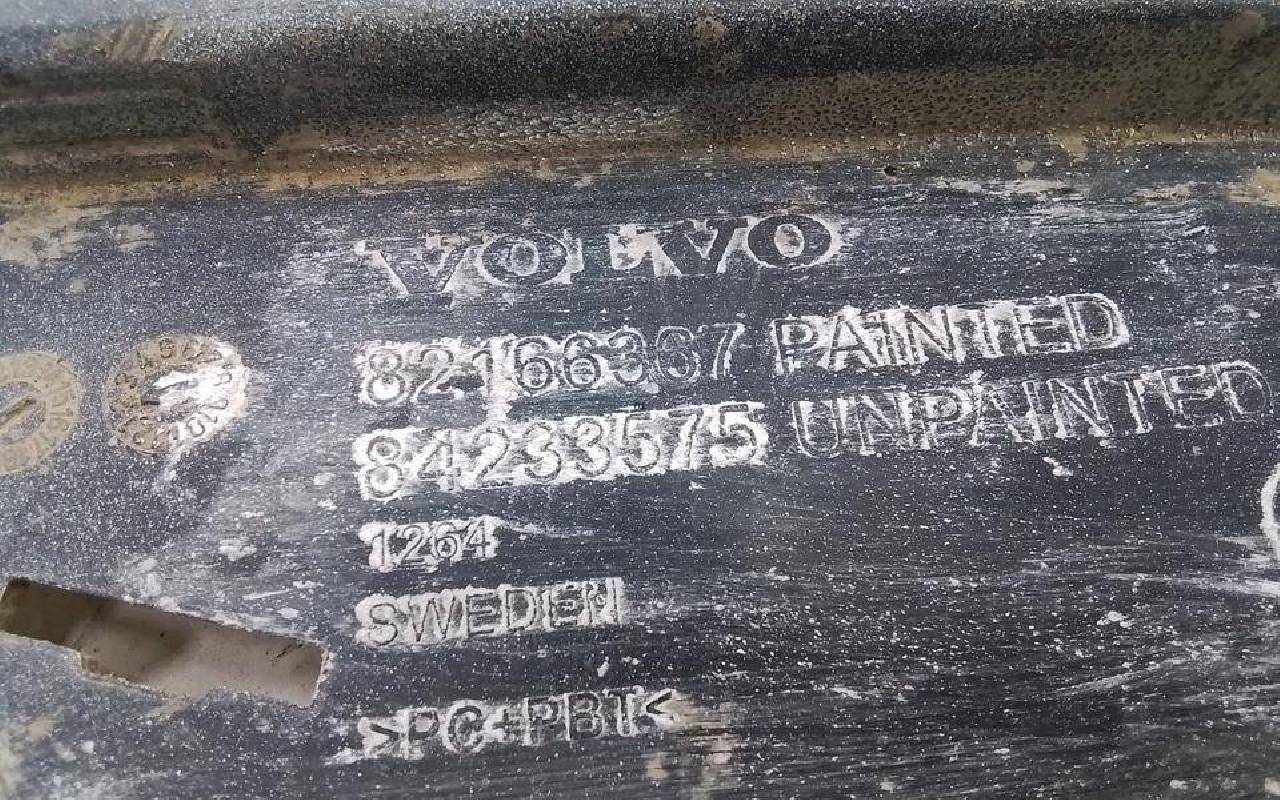 VOLVO
82166367 PAINTED
84233575 UNPAINTED
1264
SWEDEN
>PC+PBT<